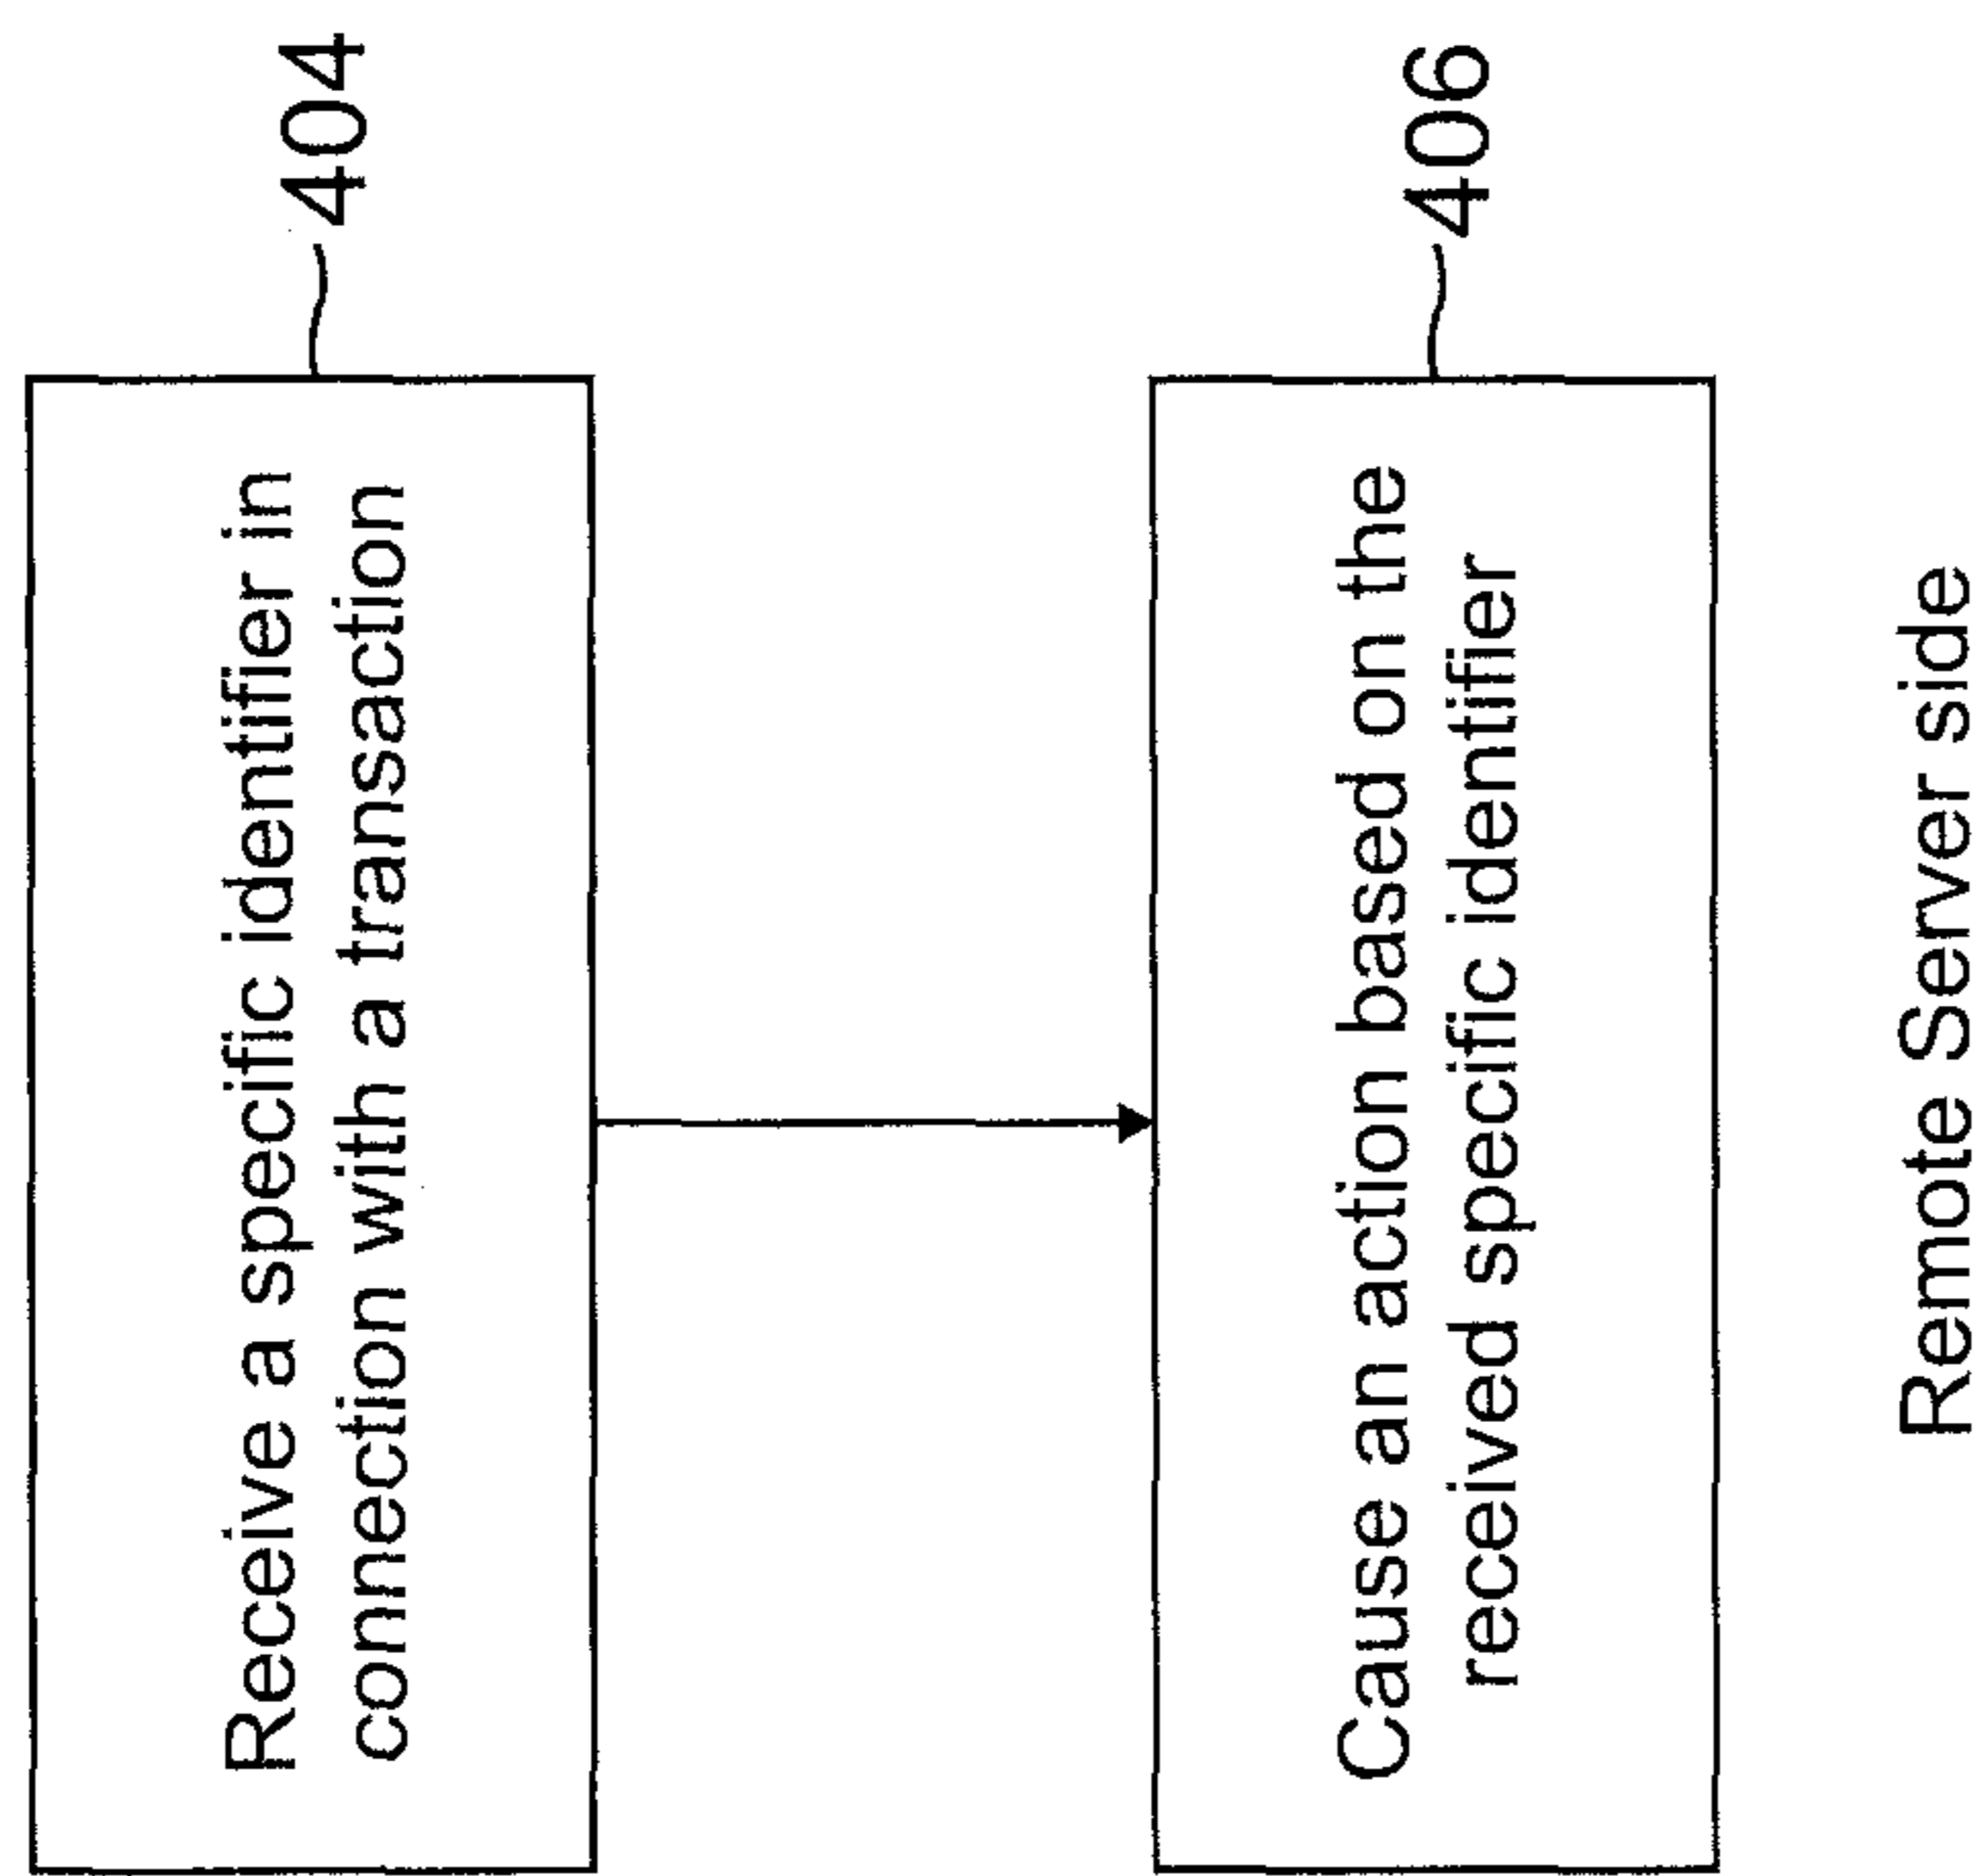 Receive a specific identifier in
connection with a transaction
404
Cause an action based on the
received specific identifier
406
Remote Server side